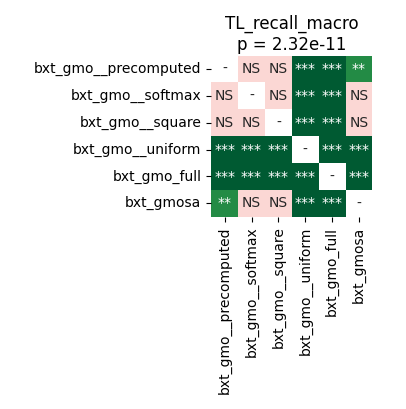 TL_recall_macro
p = 2.32e-11
bxt_gmo__precomputed - NS NS *** *** **
bxt_gmo__softmax NS - NS *** *** NS
bxt_gmo__square NS NS - *** *** NS
bxt_gmo__uniform *** *** *** - *** ***
bxt_gmo_full *** *** *** *** - ***
bxt_gmosa ** NS NS *** *** -
bxt_gmo__precomputed
bxt_gmo__softmax
bxt_gmo__square
bxt_gmo__uniform
bxt_gmo_full
bxt_gmosa